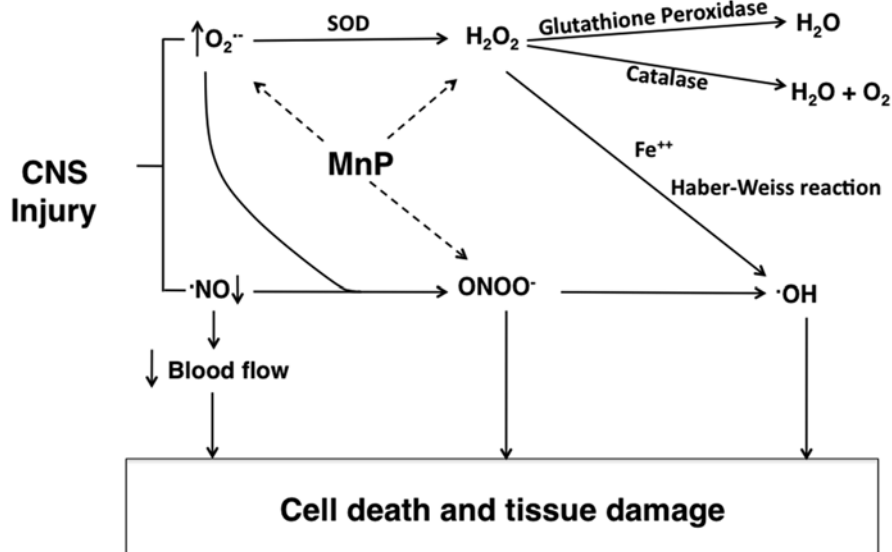 ↑O₂·⁻
SOD
H₂O₂
Glutathione Peroxidase
H₂O
Catalase
H₂O + O₂
CNS
Injury
MnP
Fe⁺⁺
Haber-Weiss reaction
·NO↓
ONOO⁻
·OH
↓ Blood flow
Cell death and tissue damage